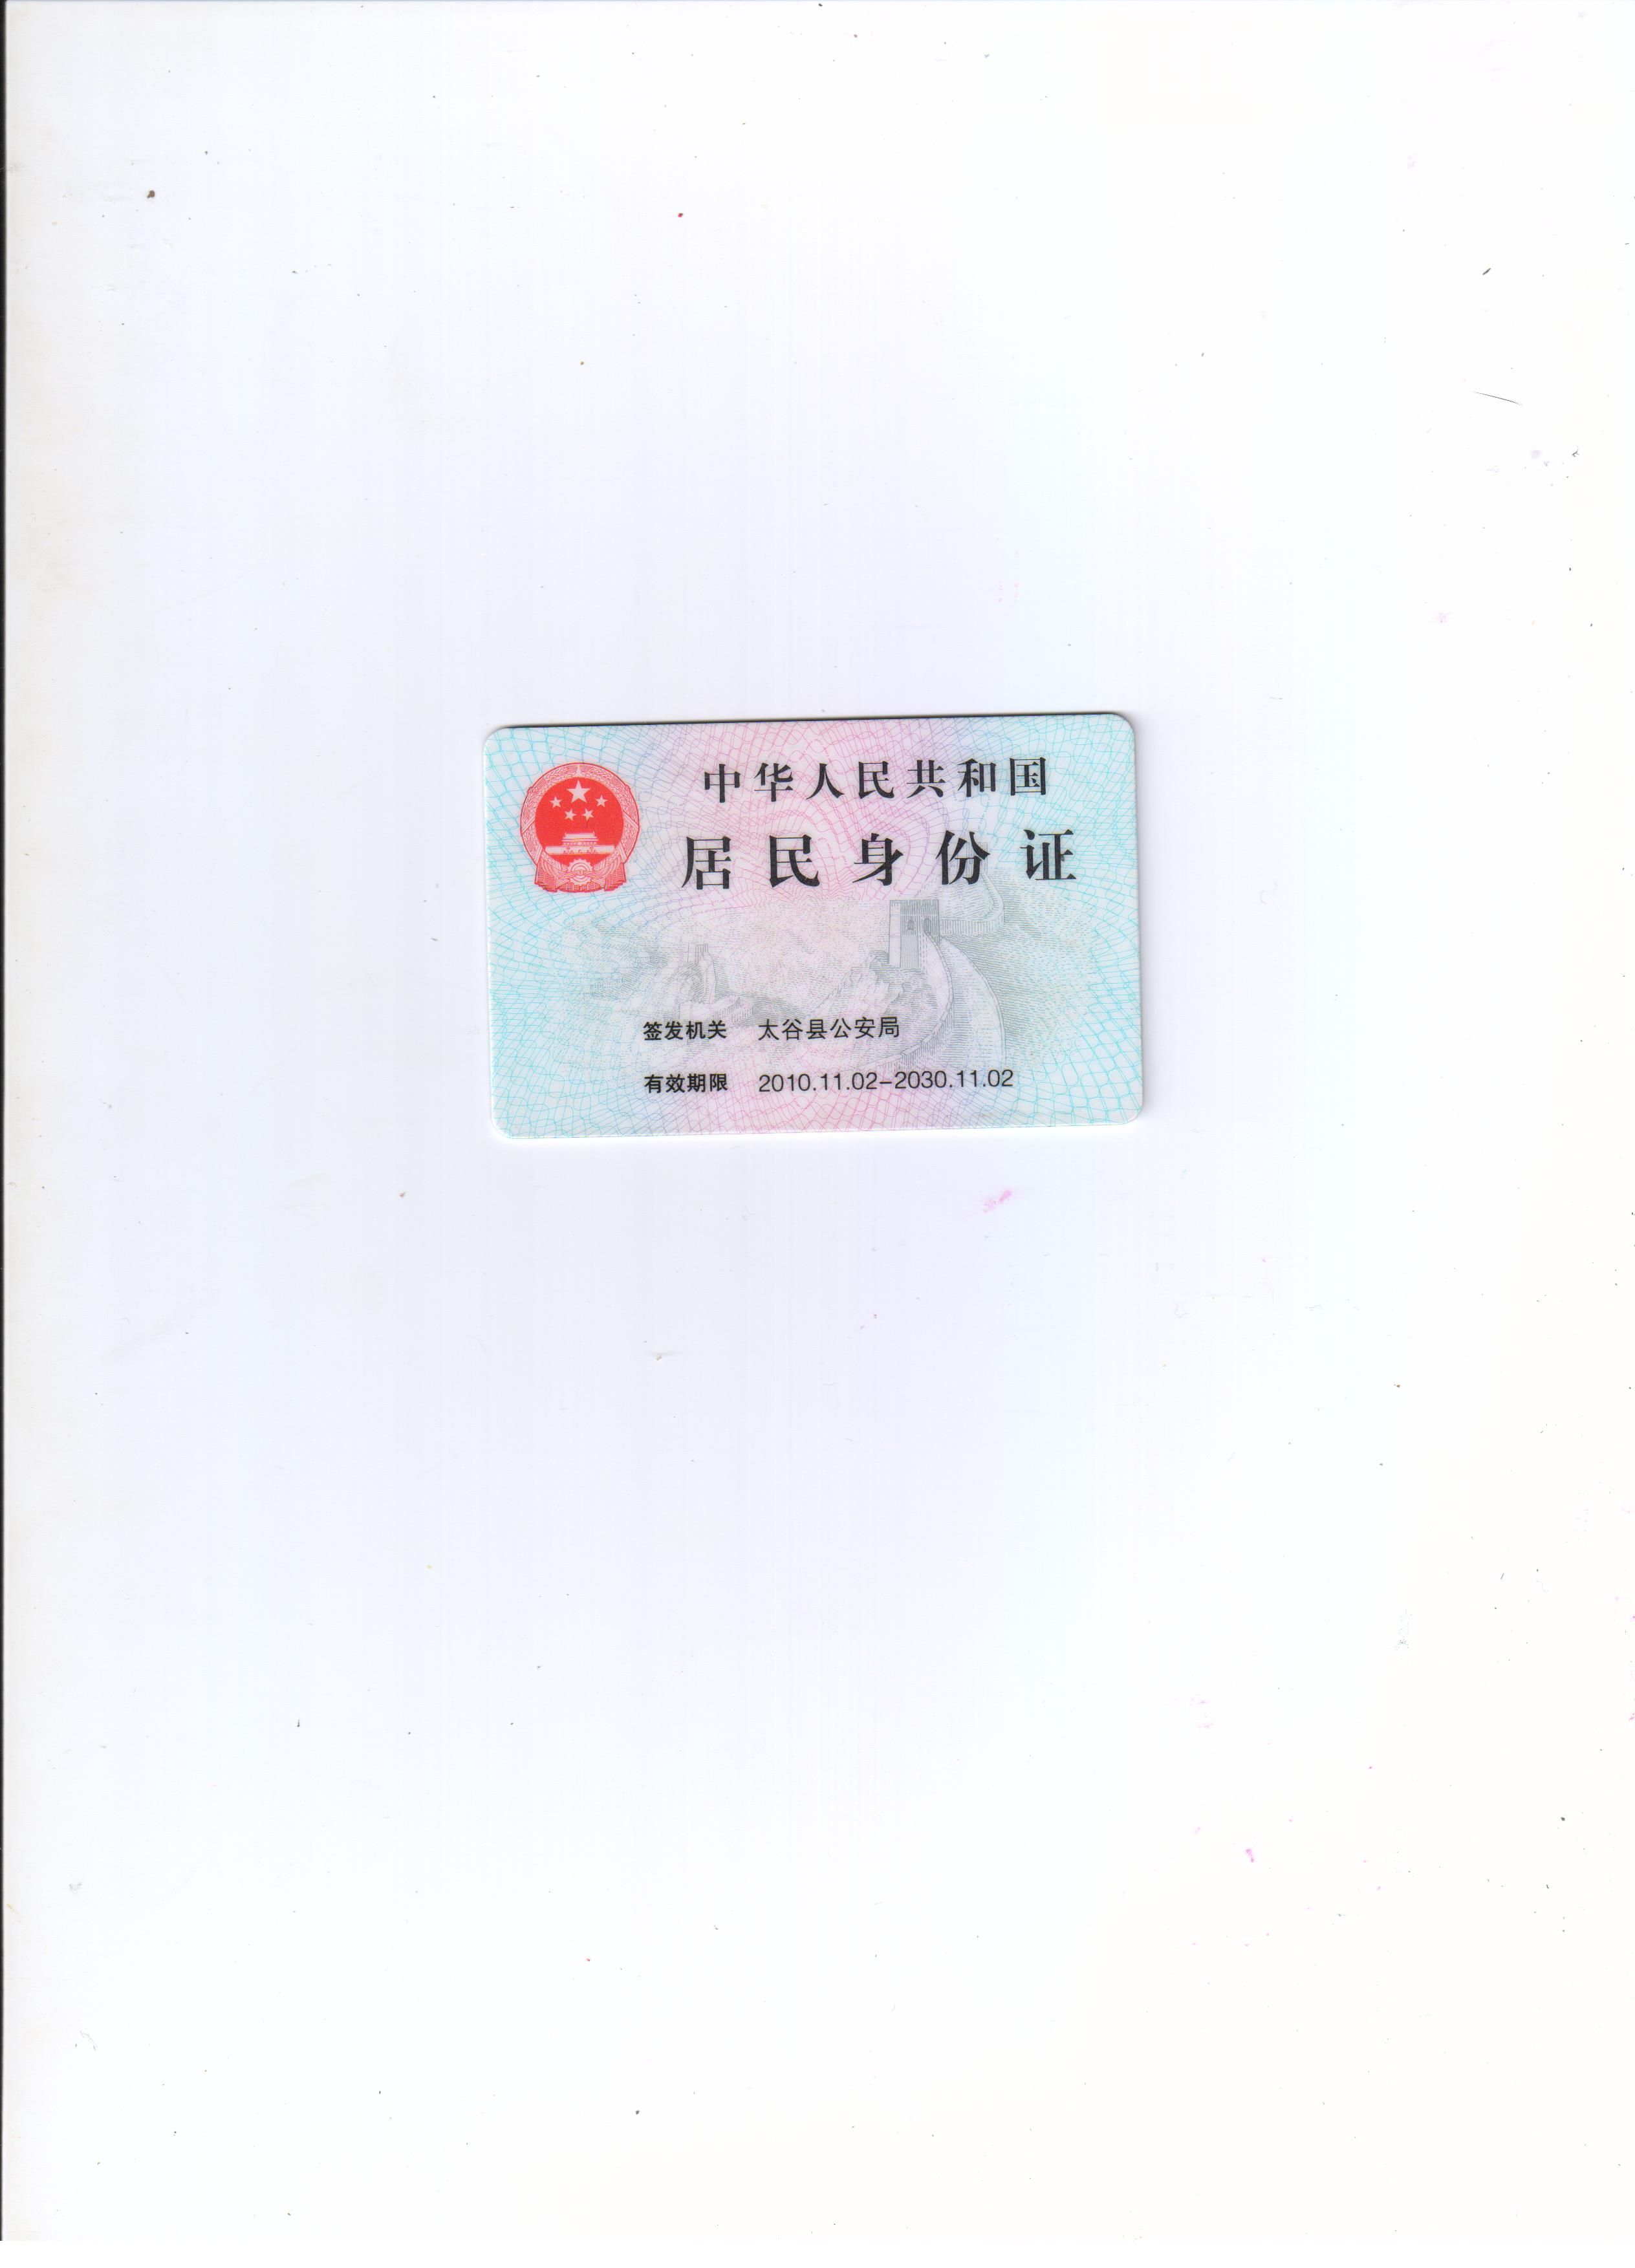 中华人民共和国
居民身份证
签发机关 太谷县公安局
有效期限 2010.11.02-2030.11.02